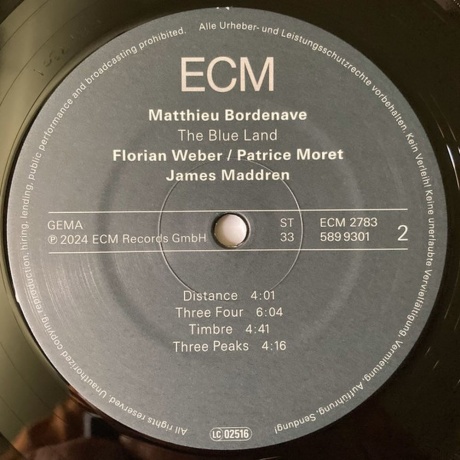 Alle Urheber- und Leistungsschutzrechte vorbehalten. Kein Verleih! Keine unerlaubte Vervielfältigung, Vermietung, Aufführung, Sendung!
ECM
Matthieu Bordenave
The Blue Land
Florian Weber / Patrice Moret
James Maddren
GEMA
℗ 2024 ECM Records GmbH
ST
33
ECM 2783
589 9301
2
Distance 4:01
Three Four 6:04
Timbre 4:41
Three Peaks 4:16
LC 02516
All rights reserved. Unauthorized copying, reproduction, hiring, lending, public performance and broadcasting prohibited.